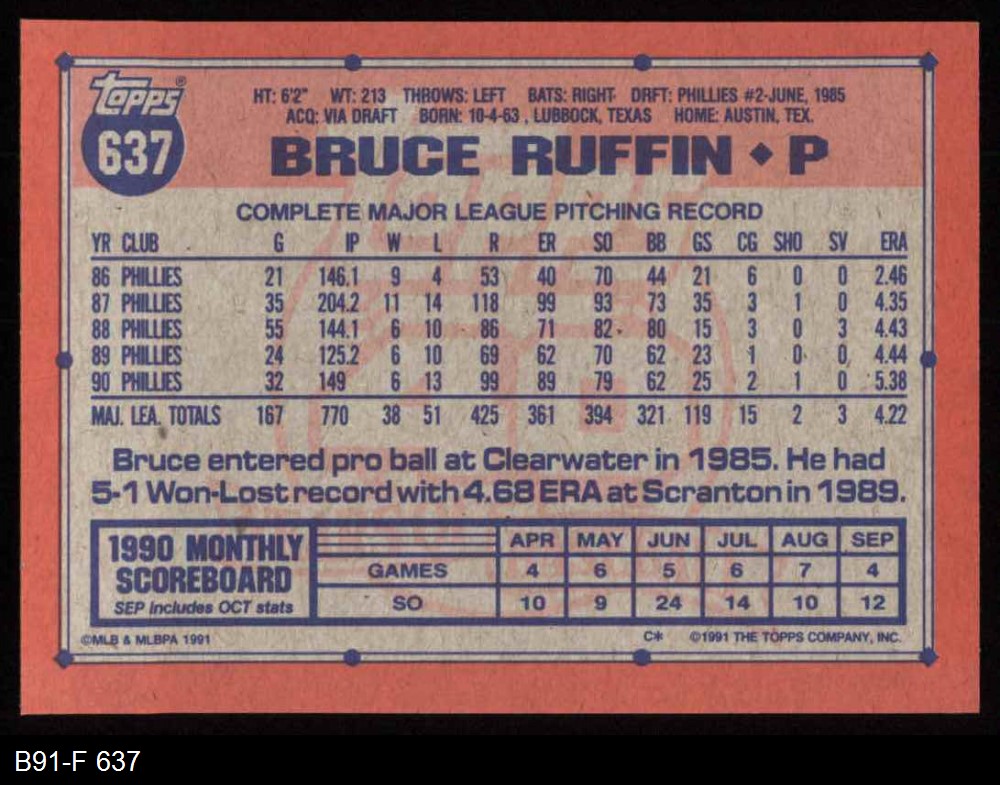 topps®
637
HT: 6'2" WT: 213 THROWS: LEFT BATS: RIGHT DRFT: PHILLIES #2-JUNE, 1985
ACQ: VIA DRAFT BORN: 10-4-63, LUBBOCK, TEXAS HOME: AUSTIN, TEX.
BRUCE RUFFIN ◆ P
COMPLETE MAJOR LEAGUE PITCHING RECORD
YR CLUB G IP W L R ER SO BB GS CG SHO SV ERA
86 PHILLIES 21 146.1 9 4 53 40 70 44 21 6 0 0 2.46
87 PHILLIES 35 204.2 11 14 118 99 93 73 35 3 1 0 4.35
88 PHILLIES 55 144.1 6 10 86 71 82 80 15 3 0 3 4.43
89 PHILLIES 24 125.2 6 10 69 62 70 62 23 1 0 0 4.44
90 PHILLIES 32 149 6 13 99 89 79 62 25 2 1 0 5.38
MAJ. LEA. TOTALS 167 770 38 51 425 361 394 321 119 15 2 3 4.22
Bruce entered pro ball at Clearwater in 1985. He had
5-1 Won-Lost record with 4.68 ERA at Scranton in 1989.
1990 MONTHLY
SCOREBOARD
SEP includes OCT stats
APR MAY JUN JUL AUG SEP
GAMES 4 6 5 6 7 4
SO 10 9 24 14 10 12
©MLB & MLBPA 1991 C* ©1991 THE TOPPS COMPANY, INC.
B91-F 637